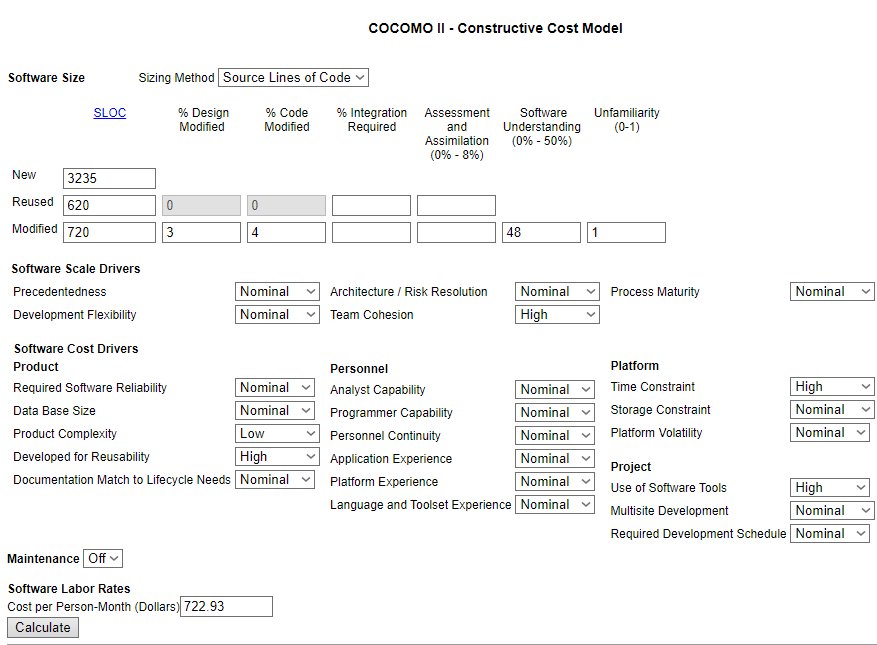 COCOMO II - Constructive Cost Model
Software Size Sizing Method Source Lines of Code
SLOC % Design Modified % Code Modified % Integration Required Assessment and Assimilation (0% - 8%) Software Understanding (0% - 50%) Unfamiliarity (0-1)
New 3235
Reused 620 0 0
Modified 720 3 4 48 1
Software Scale Drivers
Precedentedness Nominal Architecture / Risk Resolution Nominal Process Maturity Nominal
Development Flexibility Nominal Team Cohesion High
Software Cost Drivers
Product
Required Software Reliability Nominal
Data Base Size Nominal
Product Complexity Low
Developed for Reusability High
Documentation Match to Lifecycle Needs Nominal
Personnel
Analyst Capability Nominal
Programmer Capability Nominal
Personnel Continuity Nominal
Application Experience Nominal
Platform Experience Nominal
Language and Toolset Experience Nominal
Platform
Time Constraint High
Storage Constraint Nominal
Platform Volatility Nominal
Project
Use of Software Tools High
Multisite Development Nominal
Required Development Schedule Nominal
Maintenance Off
Software Labor Rates
Cost per Person-Month (Dollars) 722.93
Calculate